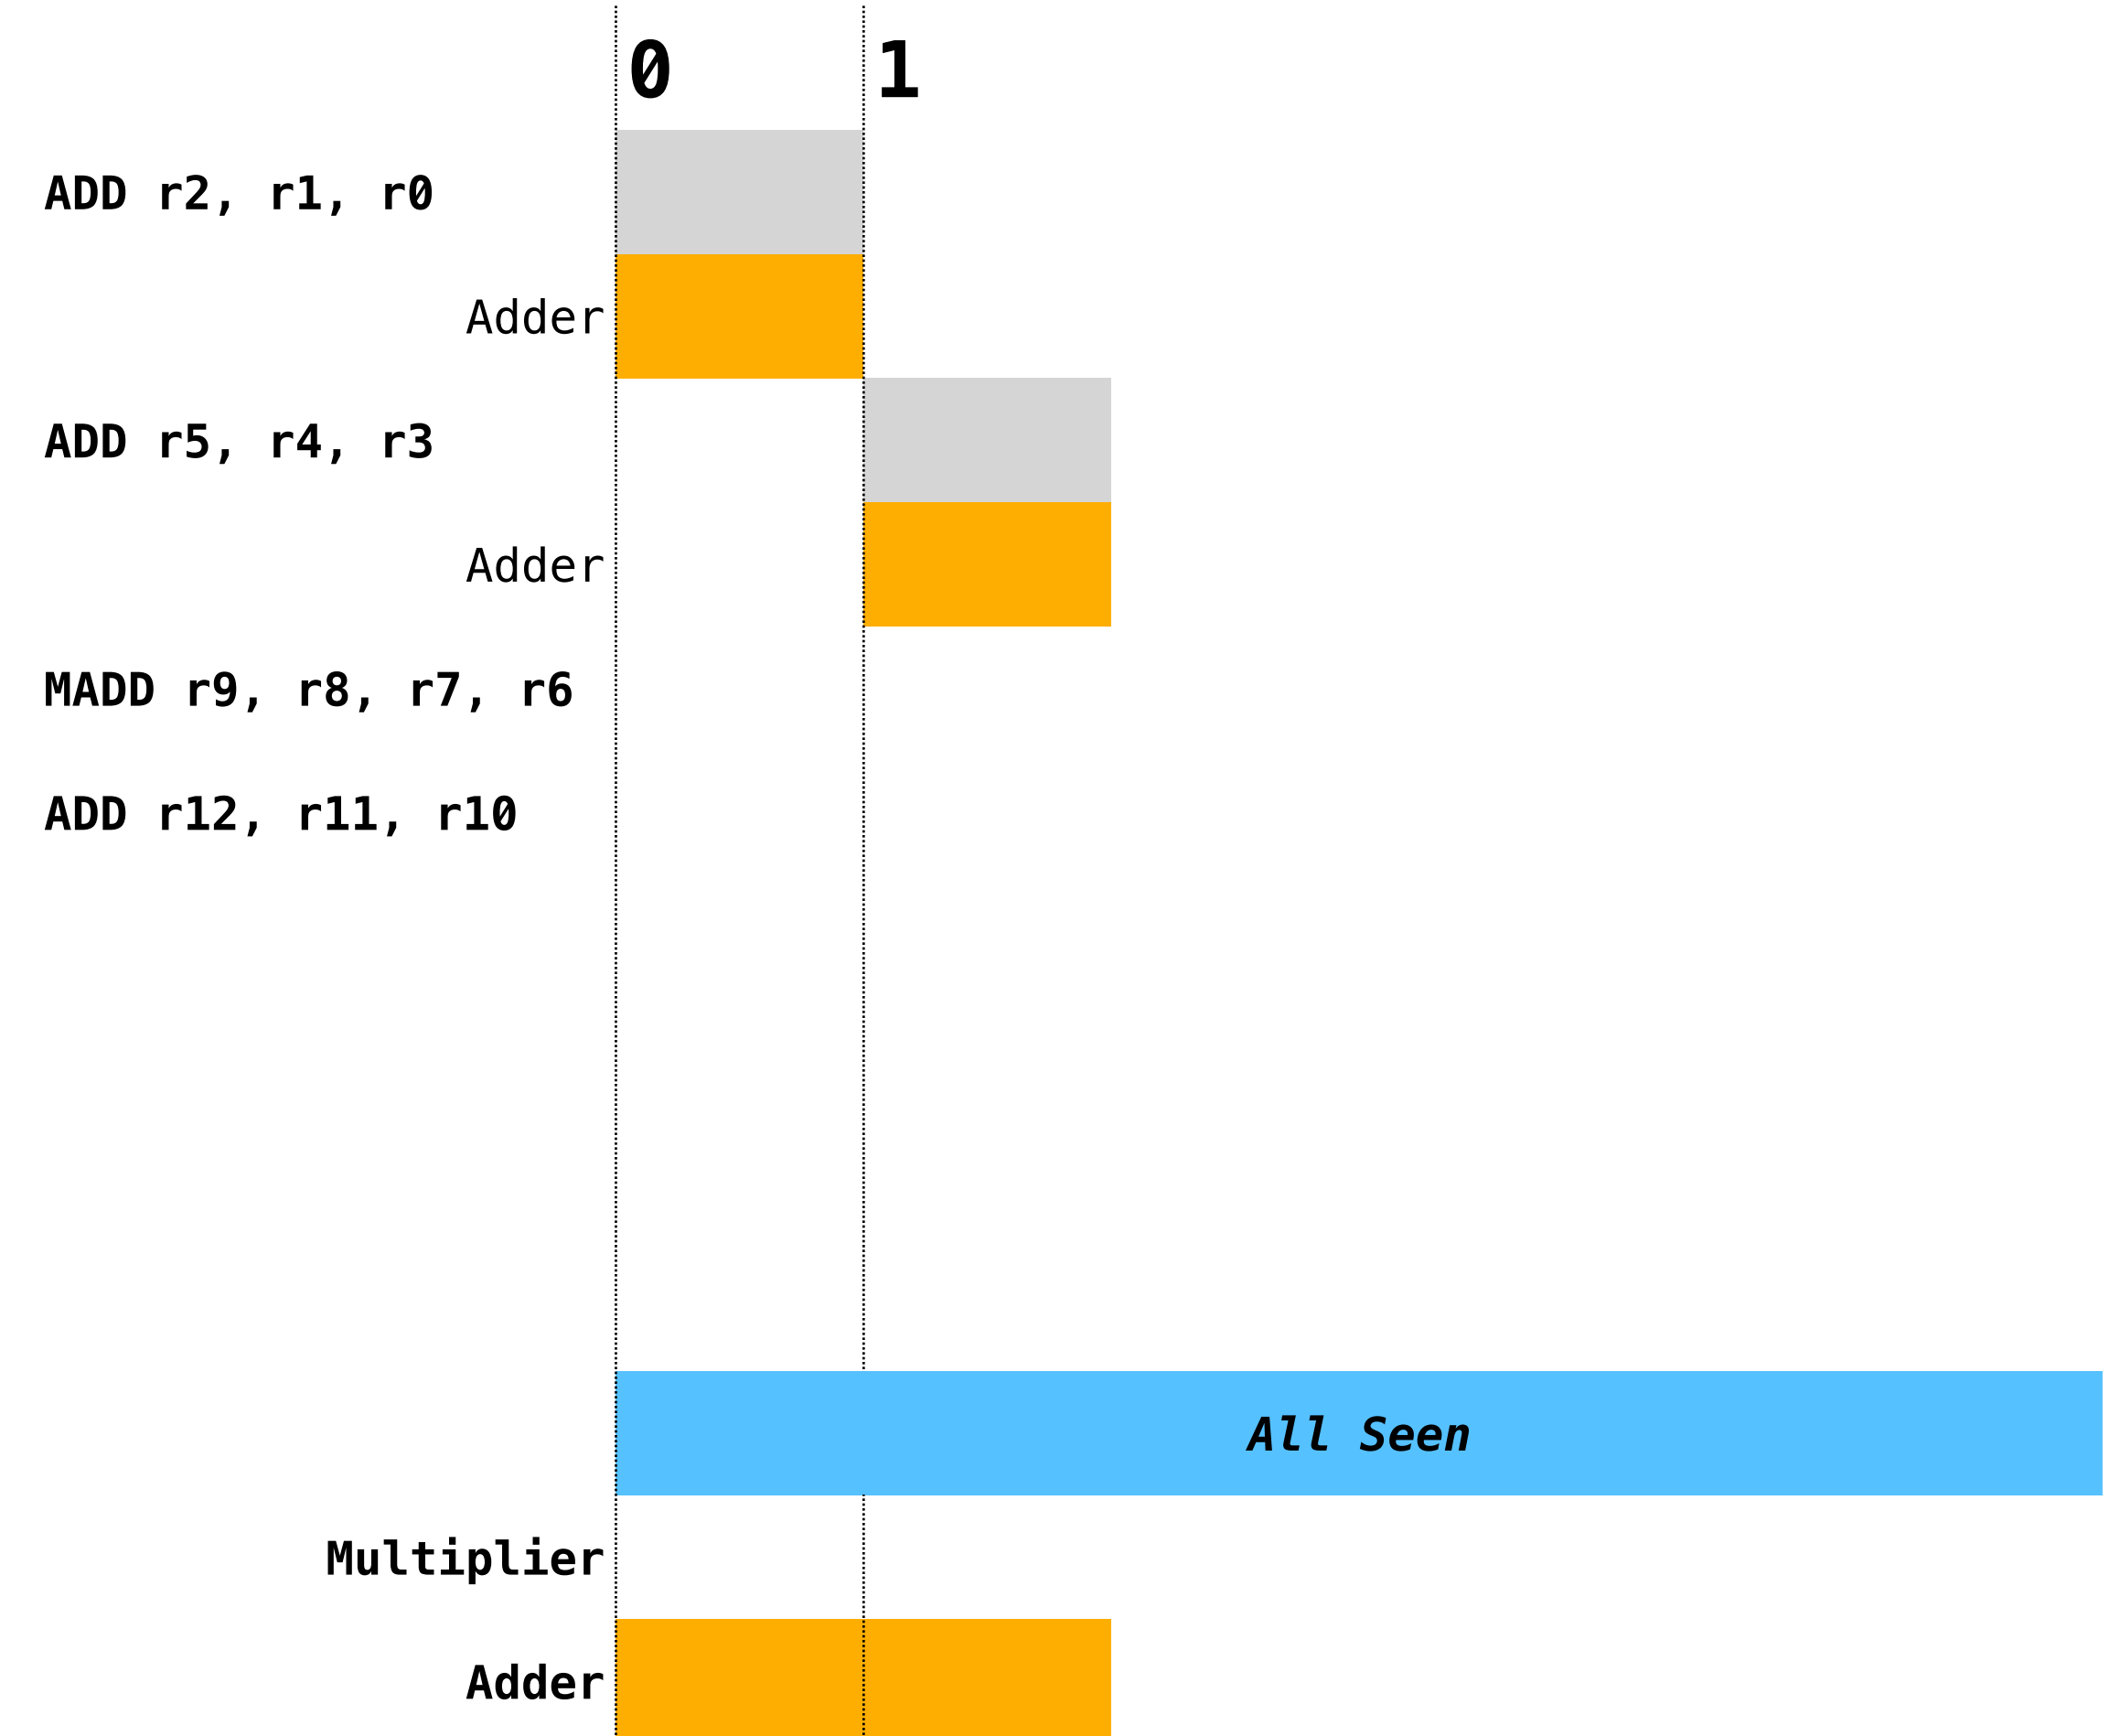 0 1
ADD r2, r1, r0
Adder
ADD r5, r4, r3
Adder
MADD r9, r8, r7, r6
ADD r12, r11, r10
All Seen
Multiplier
Adder